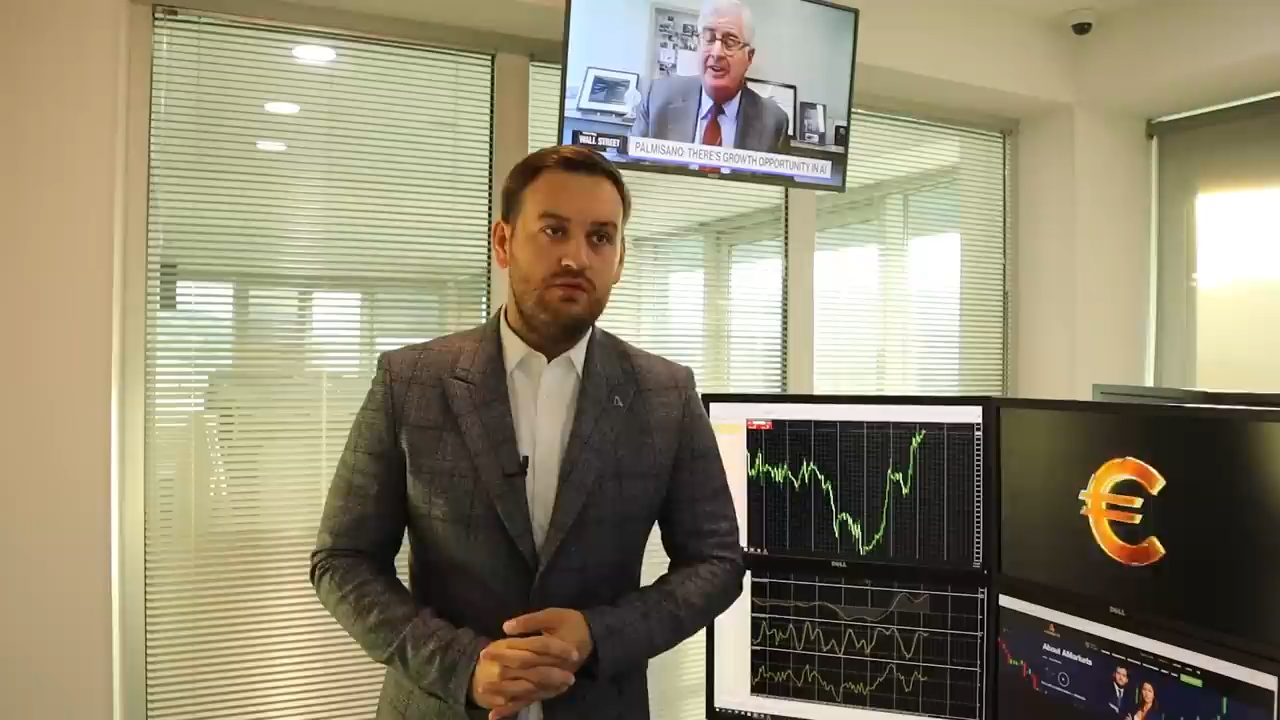 WALL STREET
PALMISANO: THERE'S GROWTH OPPORTUNITY IN AI
DELL
€
DELL
About AMarkets